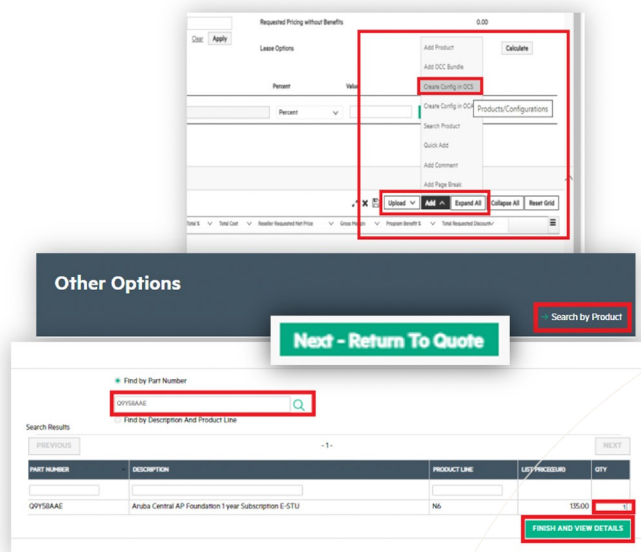 Requested Pricing without Benefits 0.00
Clear Apply
Lease Options
Add Product
Calculate
Add OCC Bundle
Percent Value
Create Config in OCS
Percent
Create Config in OCA
Products/Configurations
Search Product
Quick Add
Add Comment
Add Page Break
Upload Add Expand All Collapse All Reset Grid
Total % Total Cost Reseller Requested Net Price Gross Margin Program Benefit % Total Requested Discount
Other Options
Search by Product
Next - Return To Quote
Find by Part Number
Q9Y58AAE
Find by Description And Product Line
Search Results
PREVIOUS -1- NEXT
PART NUMBER DESCRIPTION PRODUCT LINE LIST PRICE(EUR) QTY
Q9Y58AAE Aruba Central AP Foundation 1 year Subscription E-STU N6 135.00 1
FINISH AND VIEW DETAILS